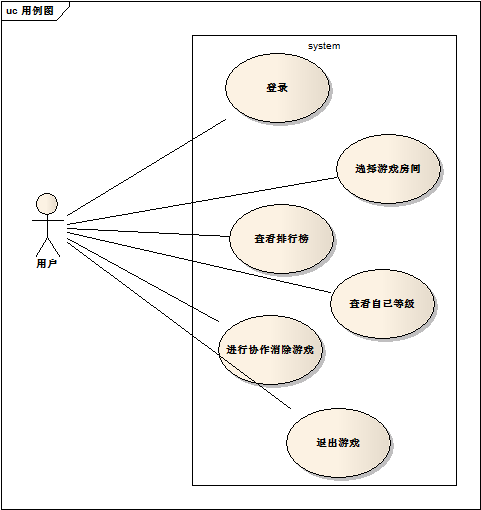 uc 用例图
system
登录
选择游戏房间
查看排行榜
用户
查看自己等级
进行协作消除游戏
退出游戏